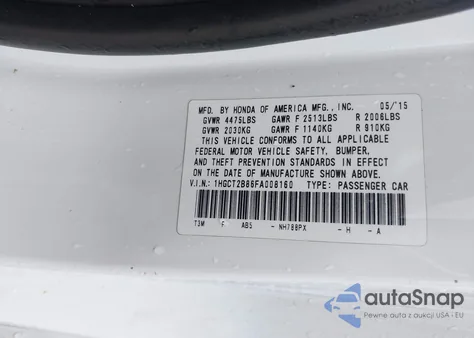 MFD. BY HONDA OF AMERICA MFG., INC. 05/15
GVWR 4475LBS GAWR F 2513LBS R 2006LBS
GVWR 2030KG GAWR F 1140KG R 910KG
THIS VEHICLE CONFORMS TO ALL APPLICABLE
FEDERAL MOTOR VEHICLE SAFETY, BUMPER,
AND THEFT PREVENTION STANDARDS IN EFFECT
ON THE DATE OF MANUFACTURE SHOWN ABOVE.
V.I.N.: 1HGCT2B86FA008160 TYPE: PASSENGER CAR
T3M F AB5 -NH788PX -H -A
autoSnap
Pewne auta z aukcji USA - EU